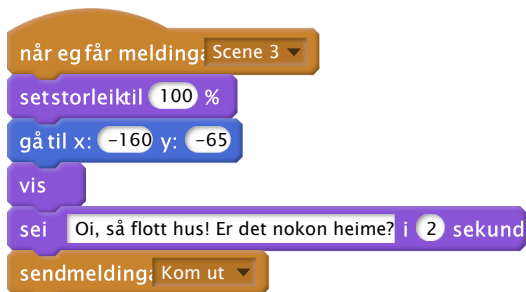 når eg får meldinga Scene 3
set storleik til 100 %
gå til x: -160 y: -65
vis
sei Oi, så flott hus! Er det nokon heime? i 2 sekund
send meldinga Kom ut